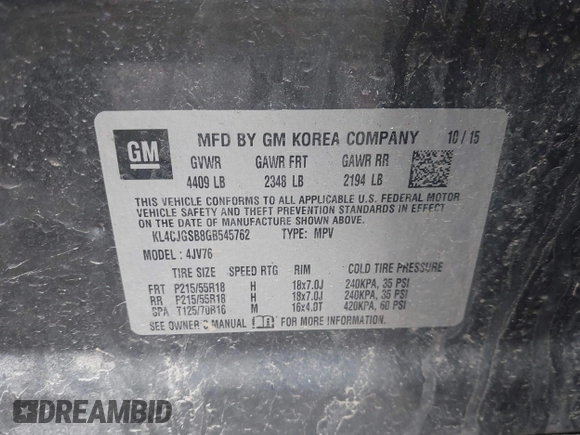 GM
MFD BY GM KOREA COMPANY 10/15
GVWR GAWR FRT GAWR RR
4409 LB 2348 LB 2194 LB
THIS VEHICLE CONFORMS TO ALL APPLICABLE U.S. FEDERAL MOTOR
VEHICLE SAFETY AND THEFT PREVENTION STANDARDS IN EFFECT ON
THE DATE OF MANUFACTURE SHOWN ABOVE.
KL4CJGSB8GB545762 TYPE: MPV
MODEL: 4JV76
TIRE SIZE SPEED RTG RIM COLD TIRE PRESSURE
FRT P215/55R18 H 18x7.0J 240KPA, 35 PSI
RR P215/55R18 H 18x7.0J 240KPA, 35 PSI
SPA T125/70R16 M 16x4.0T 420KPA, 60 PSI
SEE OWNER'S MANUAL FOR MORE INFORMATION.
DREAMBID